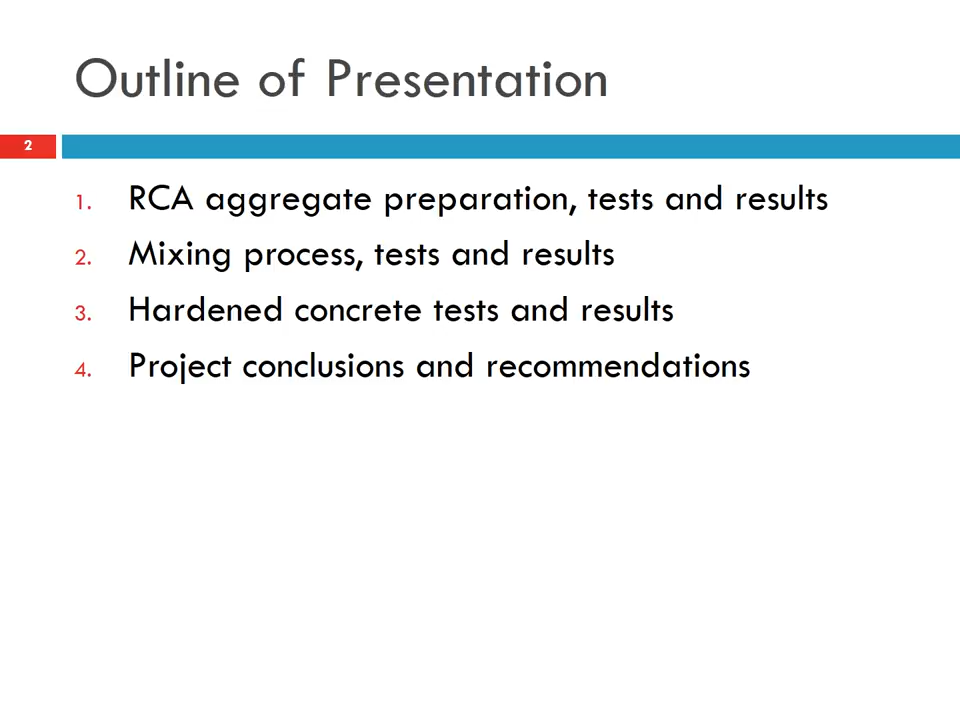 Outline of Presentation
2
1. RCA aggregate preparation, tests and results
2. Mixing process, tests and results
3. Hardened concrete tests and results
4. Project conclusions and recommendations